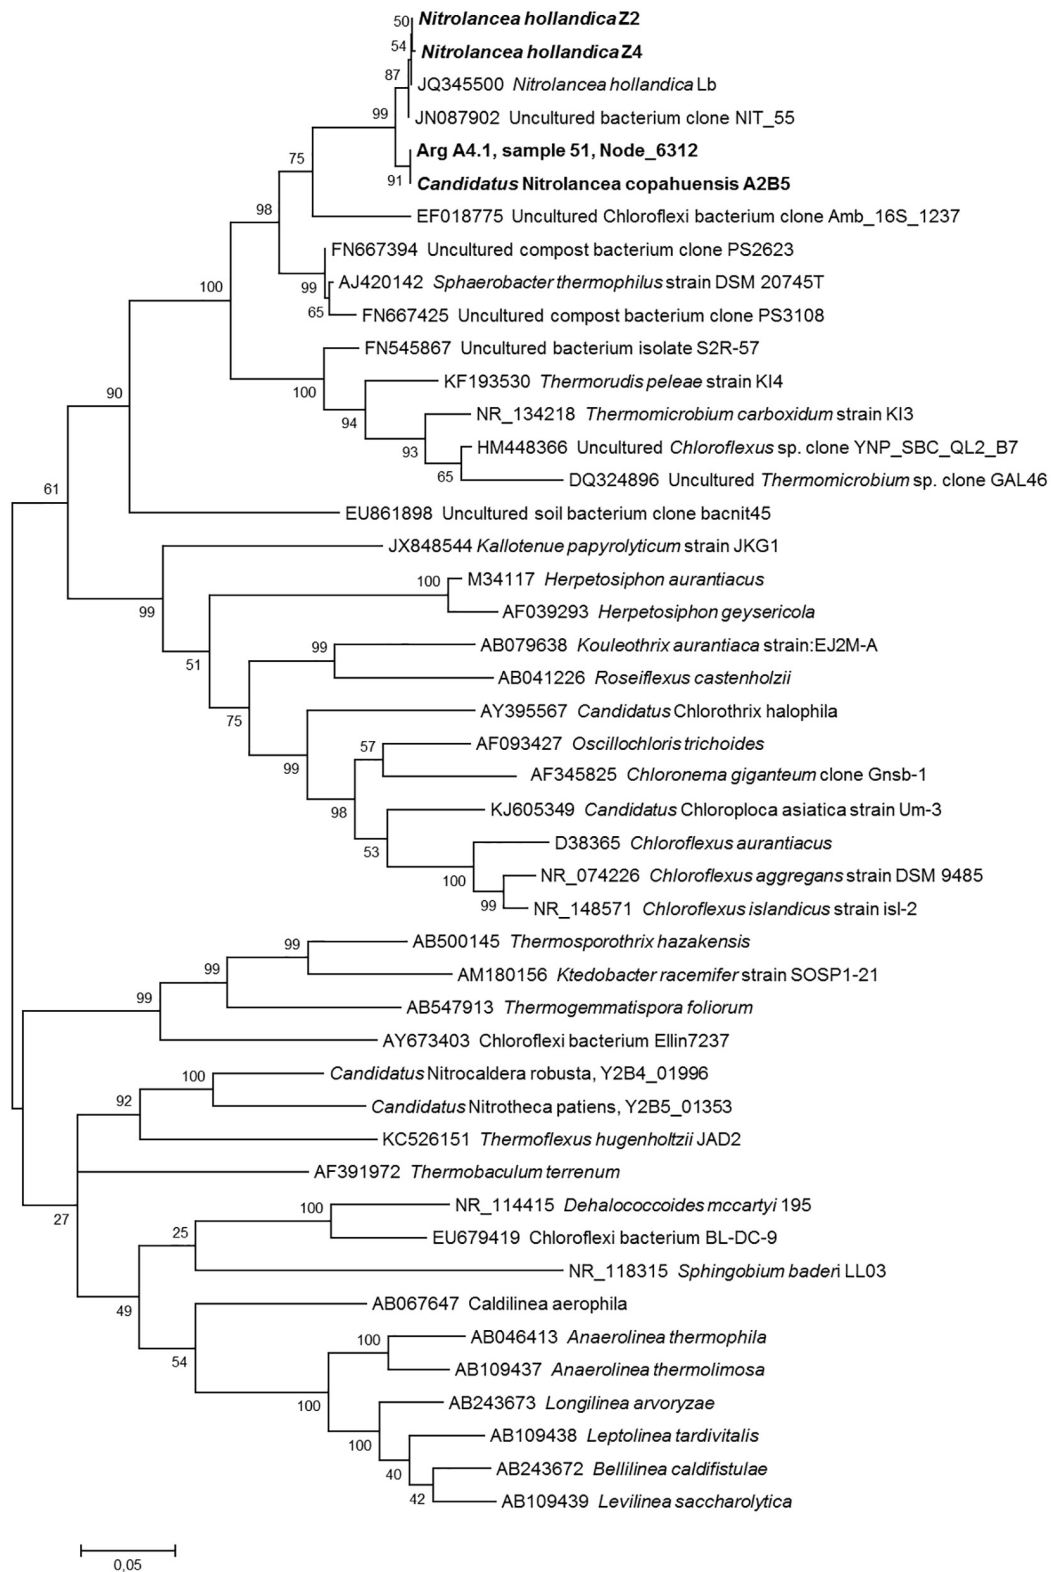 50 Nitrolancea hollandica Z2
54
Nitrolancea hollandica Z4
87
JQ345500 Nitrolancea hollandica Lb
99
JN087902 Uncultured bacterium clone NIT_55
75
Arg A4.1, sample 51, Node_6312
91 Candidatus Nitrolancea copahuensis A2B5
98
EF018775 Uncultured Chloroflexi bacterium clone Amb_16S_1237
FN667394 Uncultured compost bacterium clone PS2623
100
99
AJ420142 Sphaerobacter thermophilus strain DSM 20745T
65
FN667425 Uncultured compost bacterium clone PS3108
FN545867 Uncultured bacterium isolate S2R-57
90
100
KF193530 Thermorudis peleae strain KI4
94
NR_134218 Thermomicrobium carboxidum strain KI3
93
HM448366 Uncultured Chloroflexus sp. clone YNP_SBC_QL2_B7
65
DQ324896 Uncultured Thermomicrobium sp. clone GAL46
61
EU861898 Uncultured soil bacterium clone bacnit45
JX848544 Kallotenue papyrolyticum strain JKG1
100
M34117 Herpetosiphon aurantiacus
99
AF039293 Herpetosiphon geysericola
99
AB079638 Kouleothrix aurantiaca strain:EJ2M-A
51
AB041226 Roseiflexus castenholzii
75
AY395567 Candidatus Chlorothrix halophila
57
AF093427 Oscillochloris trichoides
99
AF345825 Chloronema giganteum clone Gnsb-1
98
KJ605349 Candidatus Chloroploca asiatica strain Um-3
53
D38365 Chloroflexus aurantiacus
100
NR_074226 Chloroflexus aggregans strain DSM 9485
99
NR_148571 Chloroflexus islandicus strain isl-2
99
AB500145 Thermosporothrix hazakensis
99
AM180156 Ktedobacter racemifer strain SOSP1-21
99
AB547913 Thermogemmatispora foliorum
AY673403 Chloroflexi bacterium Ellin7237
100
Candidatus Nitrocaldera robusta, Y2B4_01996
92
Candidatus Nitrotheca patiens, Y2B5_01353
KC526151 Thermoflexus hugenholtzii JAD2
AF391972 Thermobaculum terrenum
27
100
NR_114415 Dehalococcoides mccartyi 195
25
EU679419 Chloroflexi bacterium BL-DC-9
NR_118315 Sphingobium baderi LL03
49
AB067647 Caldilinea aerophila
100
AB046413 Anaerolinea thermophila
54
AB109437 Anaerolinea thermolimosa
100
AB243673 Longilinea arvoryzae
100
AB109438 Leptolinea tardivitalis
40
AB243672 Bellilinea caldifistulae
42
AB109439 Levilinea saccharolytica
0,05